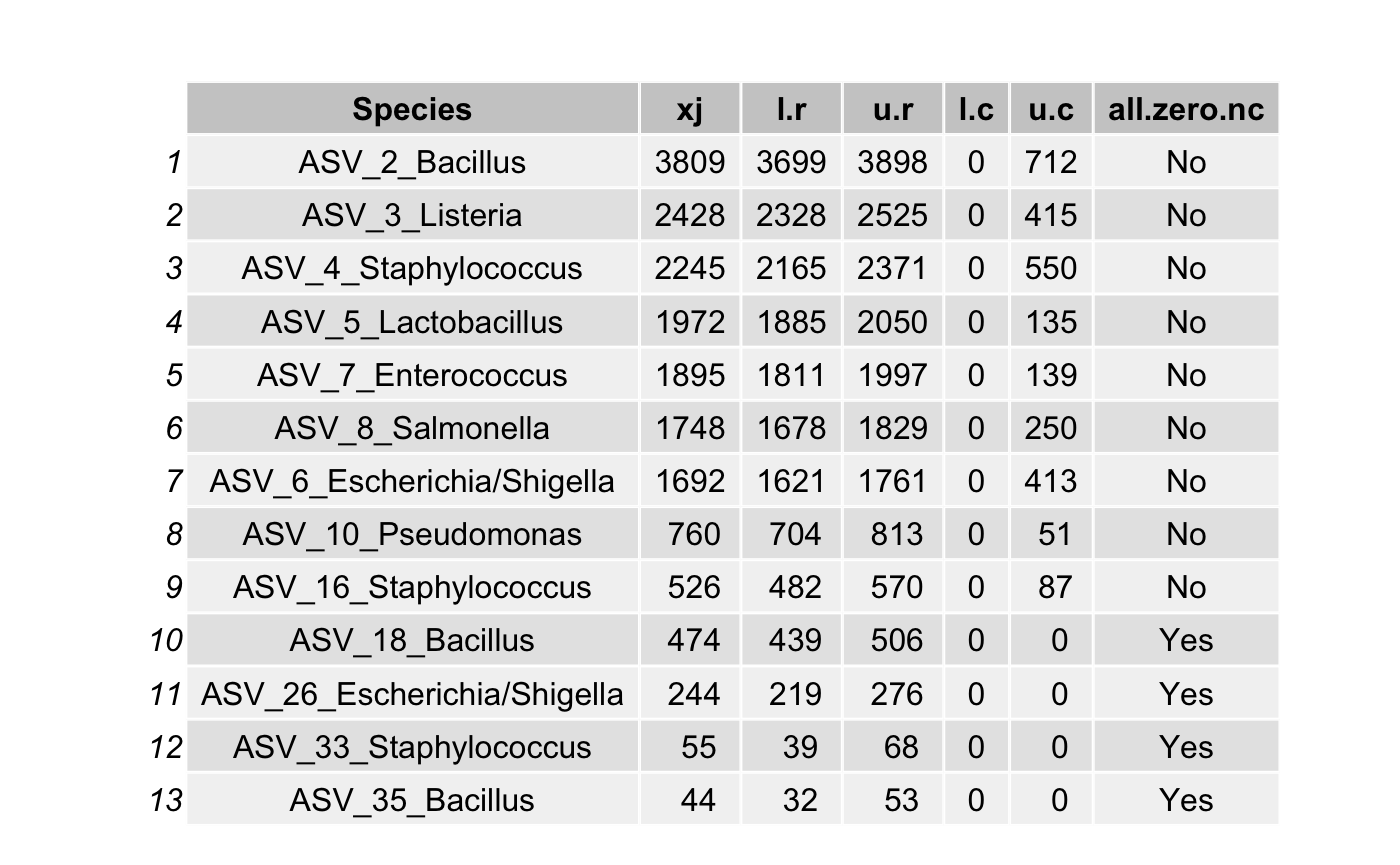 Species xj l.r u.r l.c u.c all.zero.nc
1 ASV_2_Bacillus 3809 3699 3898 0 712 No
2 ASV_3_Listeria 2428 2328 2525 0 415 No
3 ASV_4_Staphylococcus 2245 2165 2371 0 550 No
4 ASV_5_Lactobacillus 1972 1885 2050 0 135 No
5 ASV_7_Enterococcus 1895 1811 1997 0 139 No
6 ASV_8_Salmonella 1748 1678 1829 0 250 No
7 ASV_6_Escherichia/Shigella 1692 1621 1761 0 413 No
8 ASV_10_Pseudomonas 760 704 813 0 51 No
9 ASV_16_Staphylococcus 526 482 570 0 87 No
10 ASV_18_Bacillus 474 439 506 0 0 Yes
11 ASV_26_Escherichia/Shigella 244 219 276 0 0 Yes
12 ASV_33_Staphylococcus 55 39 68 0 0 Yes
13 ASV_35_Bacillus 44 32 53 0 0 Yes